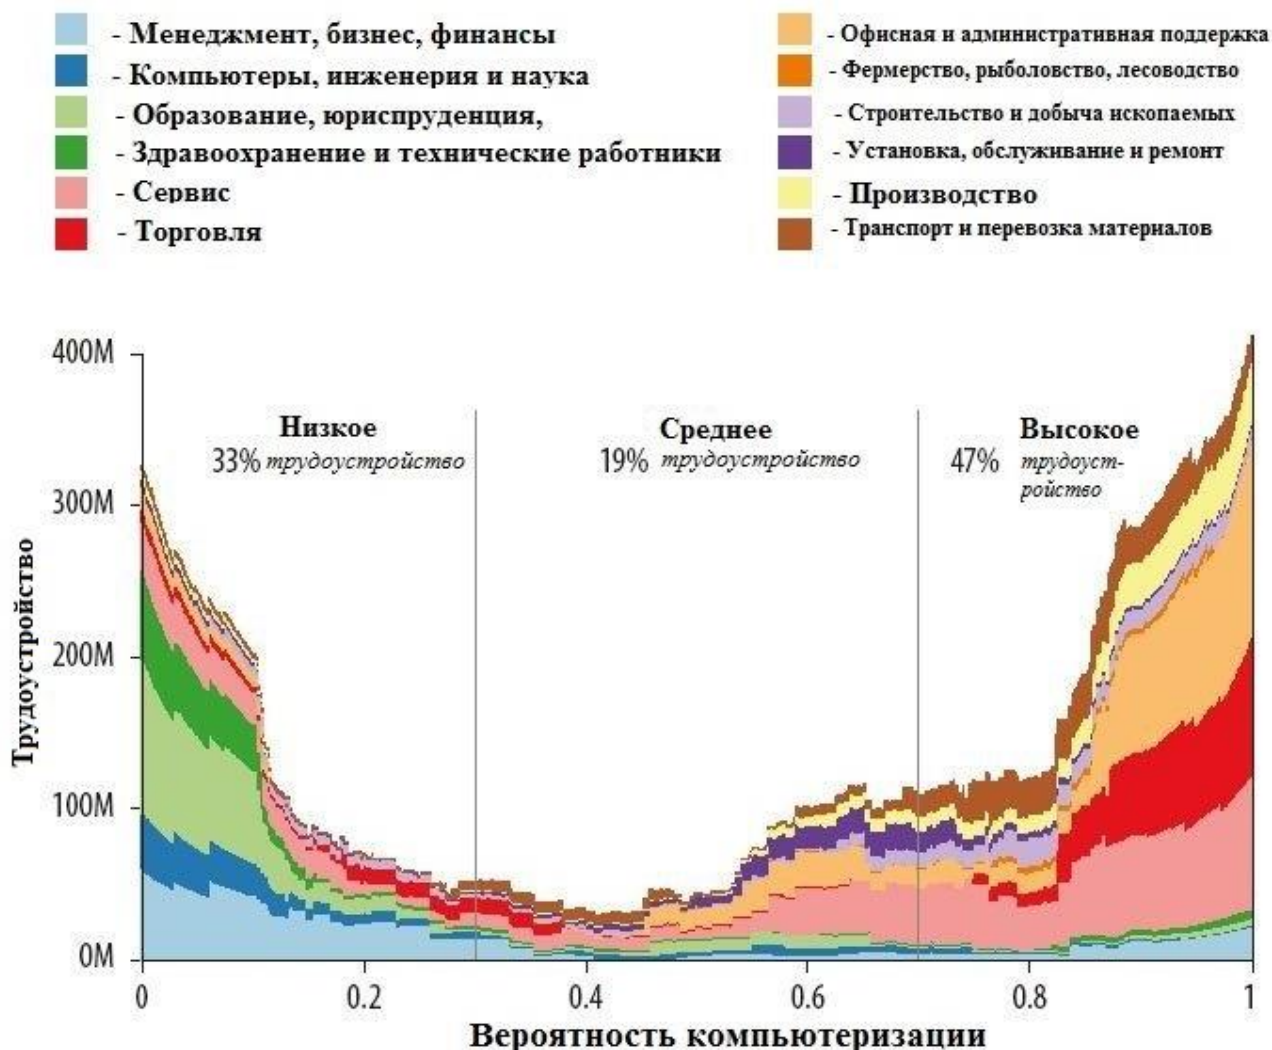 - Менеджмент, бизнес, финансы
- Компьютеры, инженерия и наука
- Образование, юриспруденция,
- Здравоохранение и технические работники
- Сервис
- Торговля
- Офисная и административная поддержка
- Фермерство, рыболовство, лесоводство
- Строительство и добыча ископаемых
- Установка, обслуживание и ремонт
- Производство
- Транспорт и перевозка материалов
Трудоустройство
400M
300M
200M
100M
0M
Низкое
33% трудоустройство
Среднее
19% трудоустройство
Высокое
47% трудоуст-
ройство
0
0.2
0.4
0.6
0.8
1
Вероятность компьютеризации